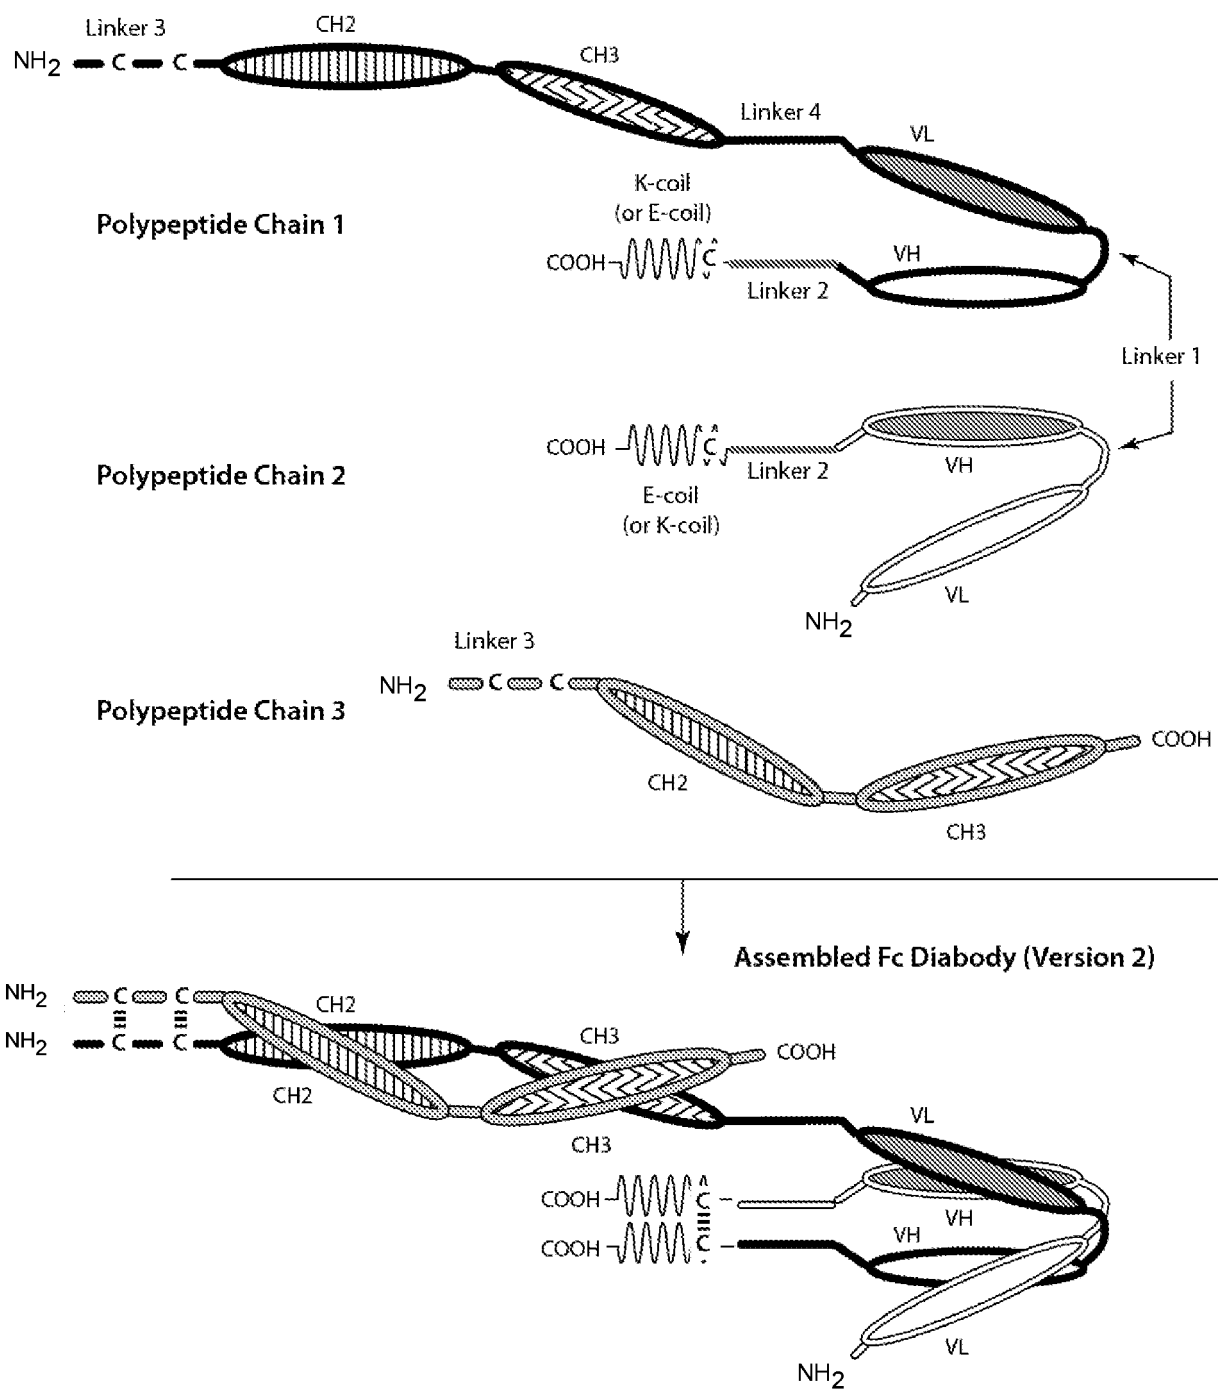 Linker 3
CH2
NH2
C
C
CH3
Linker 4
VL
K-coil
(or E-coil)
Polypeptide Chain 1
COOH
C
VH
Linker 2
Linker 1
COOH
C
Linker 2
VH
Polypeptide Chain 2
E-coil
(or K-coil)
VL
NH2
Linker 3
NH2
C
C
Polypeptide Chain 3
COOH
CH2
CH3
Assembled Fc Diabody (Version 2)
NH2
C
C
CH2
NH2
C
C
CH3
COOH
CH2
CH3
VL
COOH
C
VH
VH
COOH
C
VL
NH2